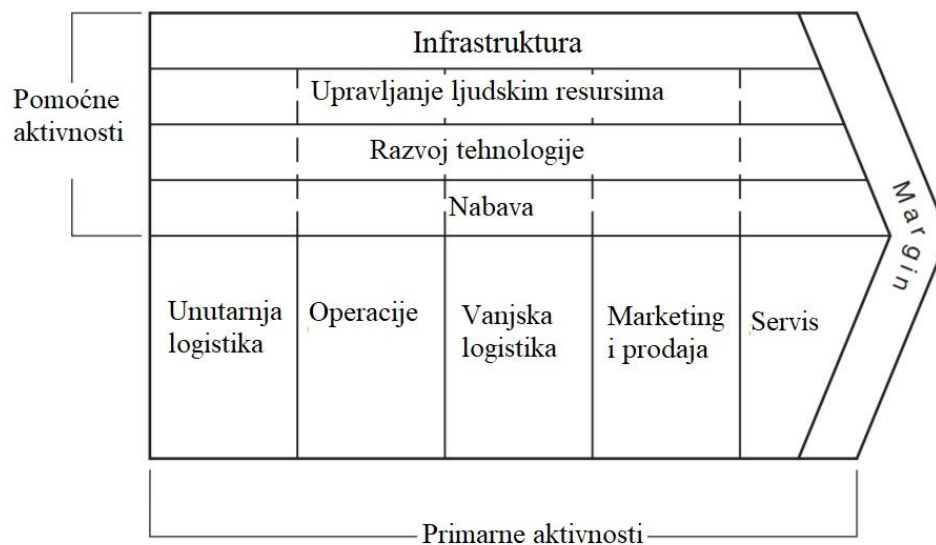 Infrastruktura
Pomoćne
aktivnosti
Upravljanje ljudskim resursima
Razvoj tehnologije
Nabava
Margin
Unutarnja
logistika
Operacije
Vanjska
logistika
Marketing
i prodaja
Servis
Primarne aktivnosti